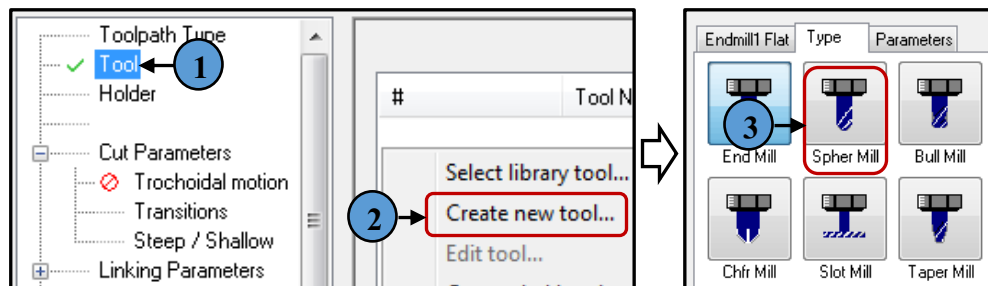 Toolpath Type
Tool
1
Holder
Cut Parameters
Trochoidal motion
Transitions
Steep / Shallow
Linking Parameters
# Tool N
Select library tool...
2
Create new tool...
Edit tool...
Endmill1 Flat Type Parameters
3
End Mill Spher Mill Bull Mill
Chfr Mill Slot Mill Taper Mill